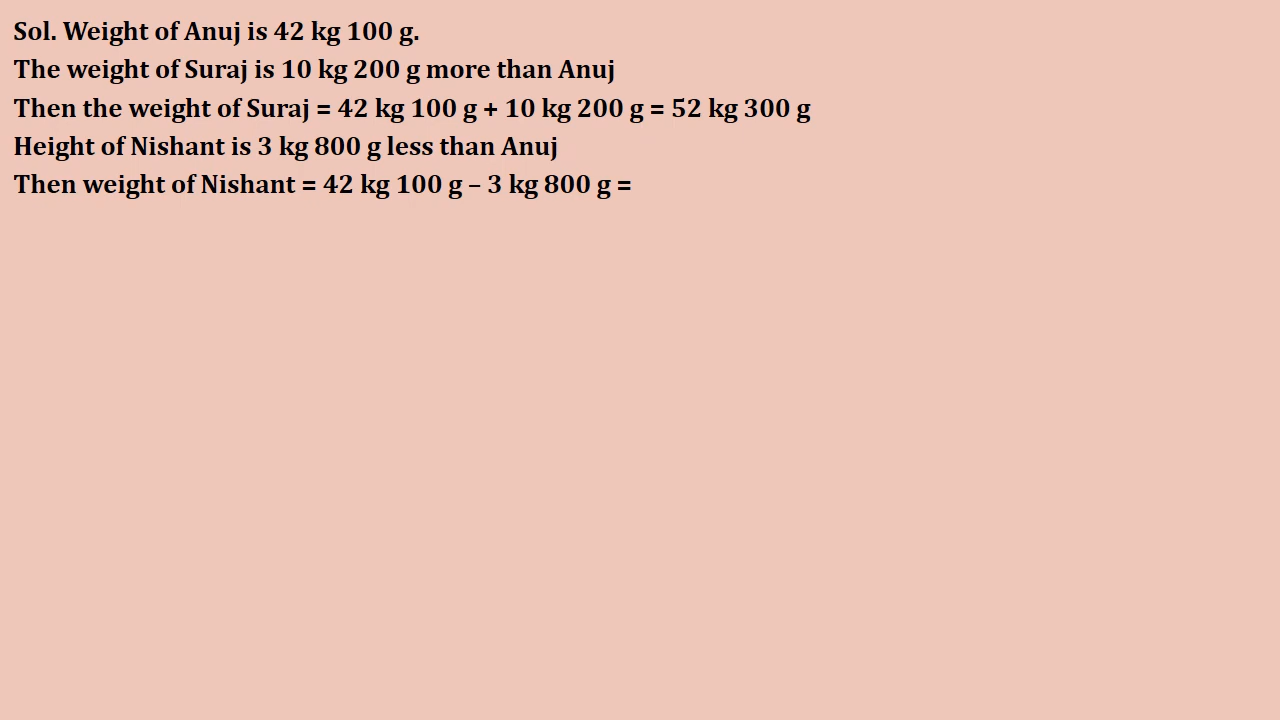 Sol. Weight of Anuj is 42 kg 100 g.
The weight of Suraj is 10 kg 200 g more than Anuj
Then the weight of Suraj = 42 kg 100 g + 10 kg 200 g = 52 kg 300 g
Height of Nishant is 3 kg 800 g less than Anuj
Then weight of Nishant = 42 kg 100 g – 3 kg 800 g =